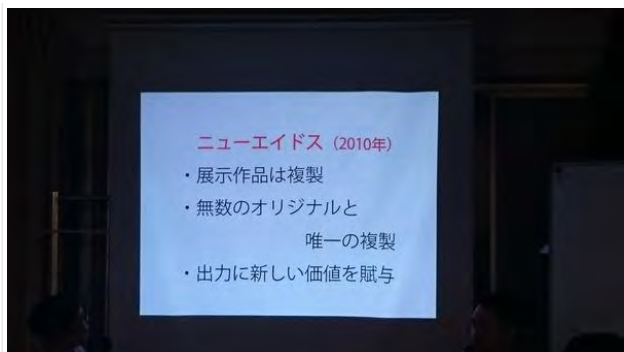 ニューエイドス（2010年）
・展示作品は複製
・無数のオリジナルと
唯一の複製
・出力に新しい価値を賦与